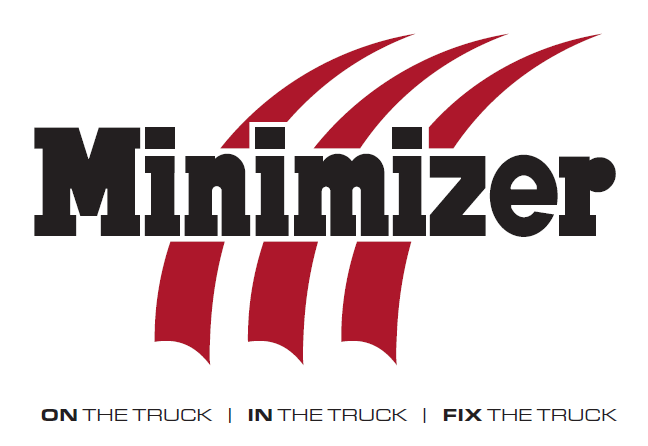 Minimizer
ON THE TRUCK | IN THE TRUCK | FIX THE TRUCK